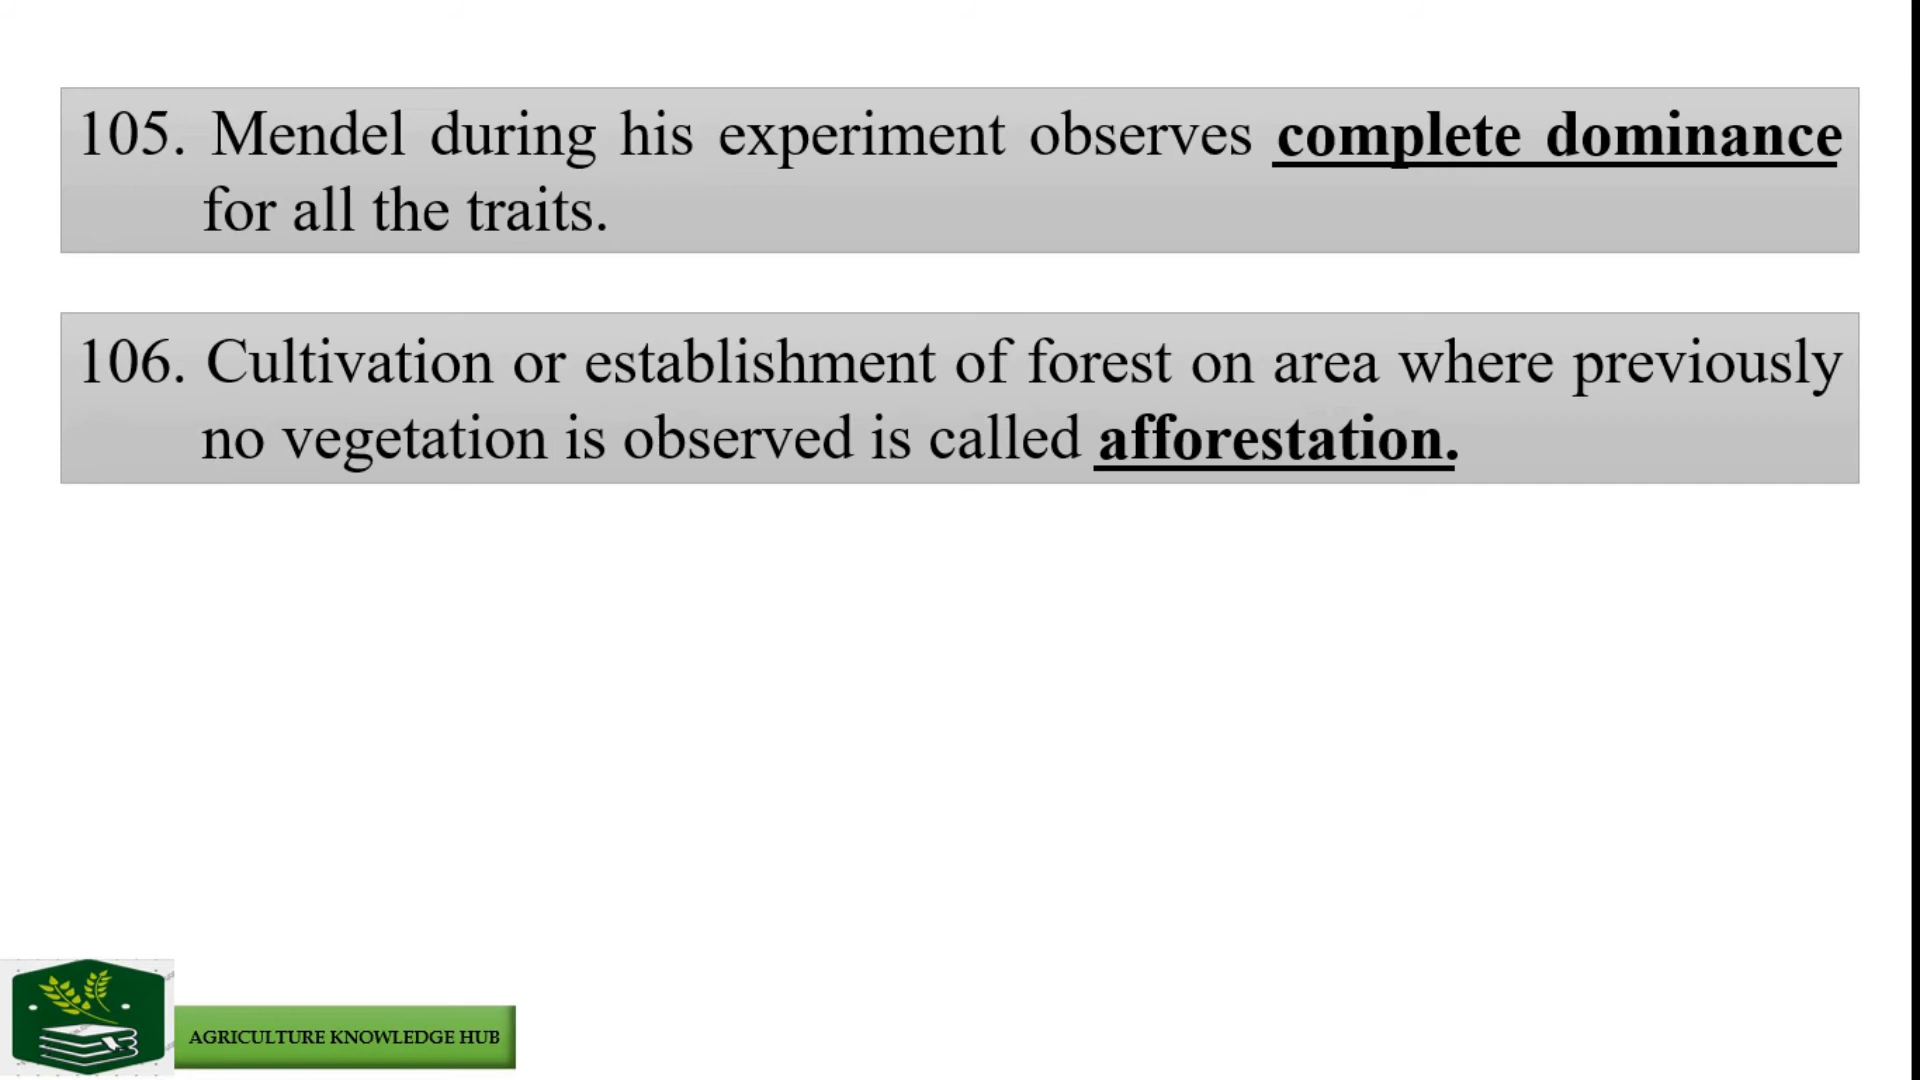 105. Mendel during his experiment observes complete dominance
for all the traits.
106. Cultivation or establishment of forest on area where previously
no vegetation is observed is called afforestation.
AGRICULTURE KNOWLEDGE HUB